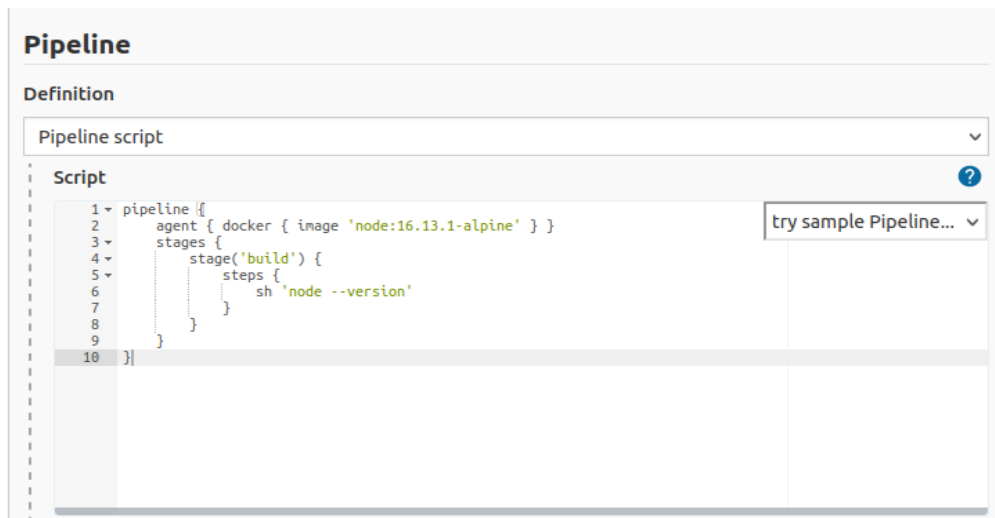 Pipeline
Definition
Pipeline script
Script
?
try sample Pipeline...
1 pipeline {
2     agent { docker { image 'node:16.13.1-alpine' } }
3     stages {
4         stage('build') {
5             steps {
6                 sh 'node --version'
7             }
8         }
9     }
10 }